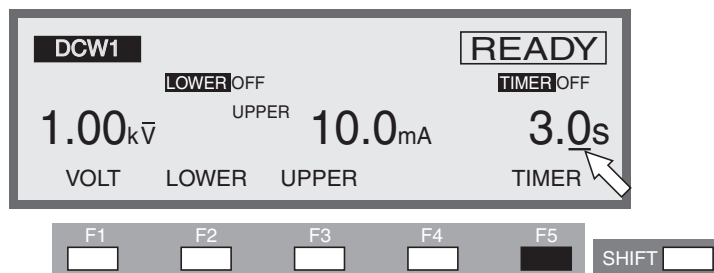 DCW1 READY
LOWER OFF TIMER OFF
1.00kV̅ UPPER 10.0mA 3.0s
VOLT LOWER UPPER TIMER
F1 F2 F3 F4 F5 SHIFT